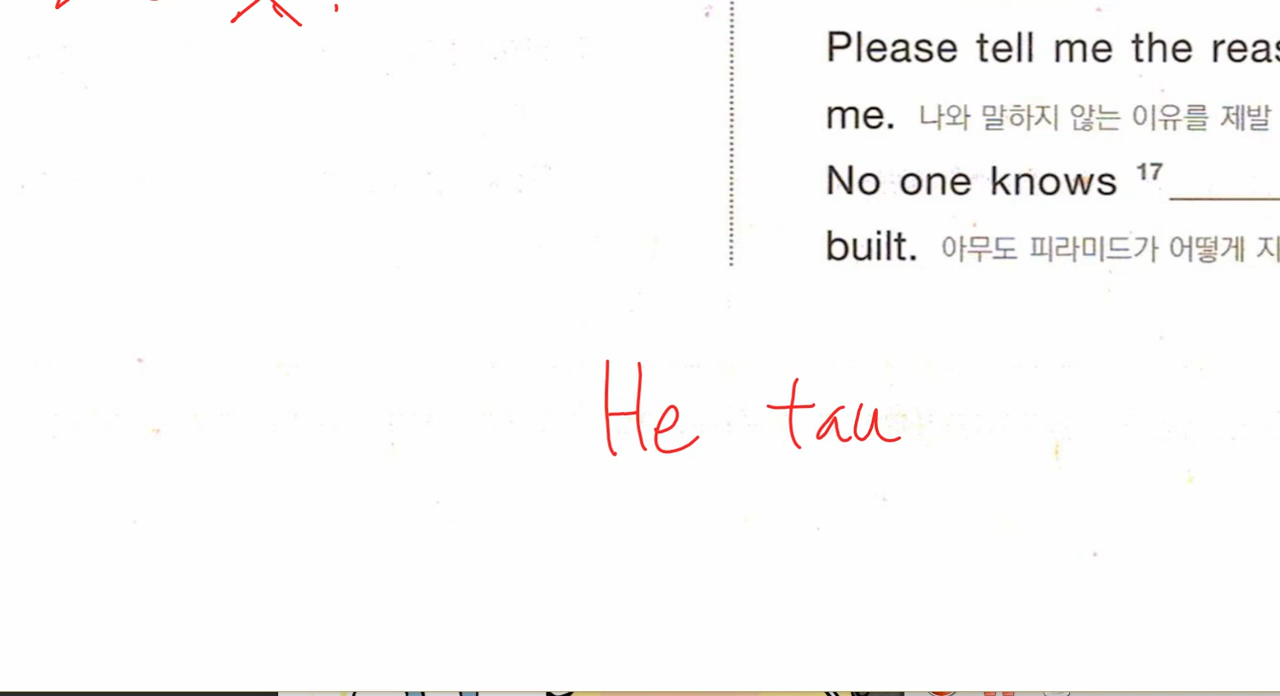 Please tell me the reas
me. 나와 말하지 않는 이유를 제발
No one knows 17
built. 아무도 피라미드가 어떻게 지
He tau